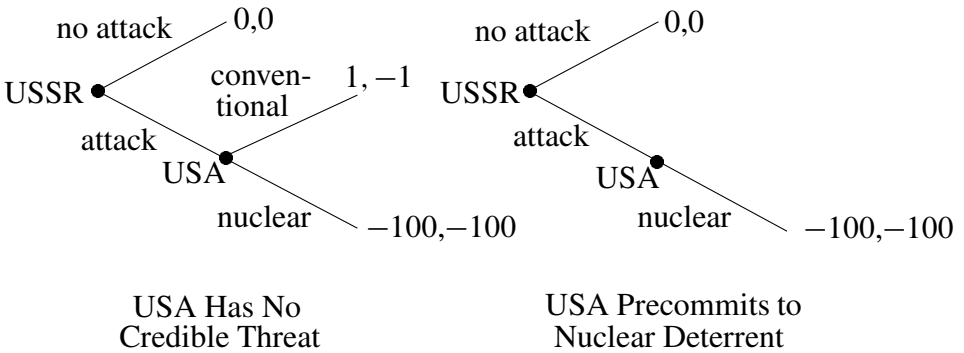 no attack
0,0
USSR
conven-
tional
1, −1
attack
USA
nuclear
−100,−100
USA Has No
Credible Threat
no attack
0,0
USSR
attack
USA
nuclear
−100,−100
USA Precommits to
Nuclear Deterrent